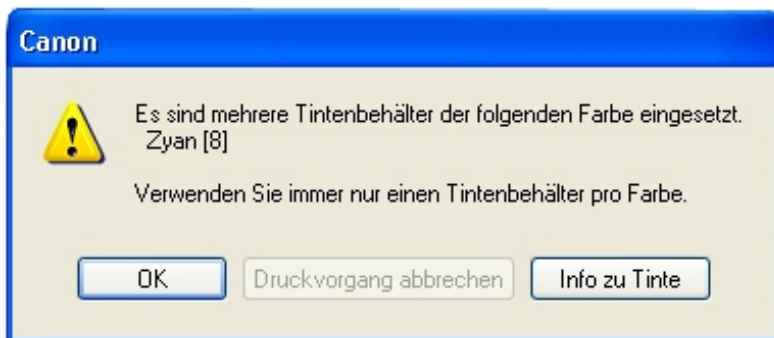 Canon
Es sind mehrere Tintenbehälter der folgenden Farbe eingesetzt.
Zyan [8]
Verwenden Sie immer nur einen Tintenbehälter pro Farbe.
OK
Druckvorgang abbrechen
Info zu Tinte